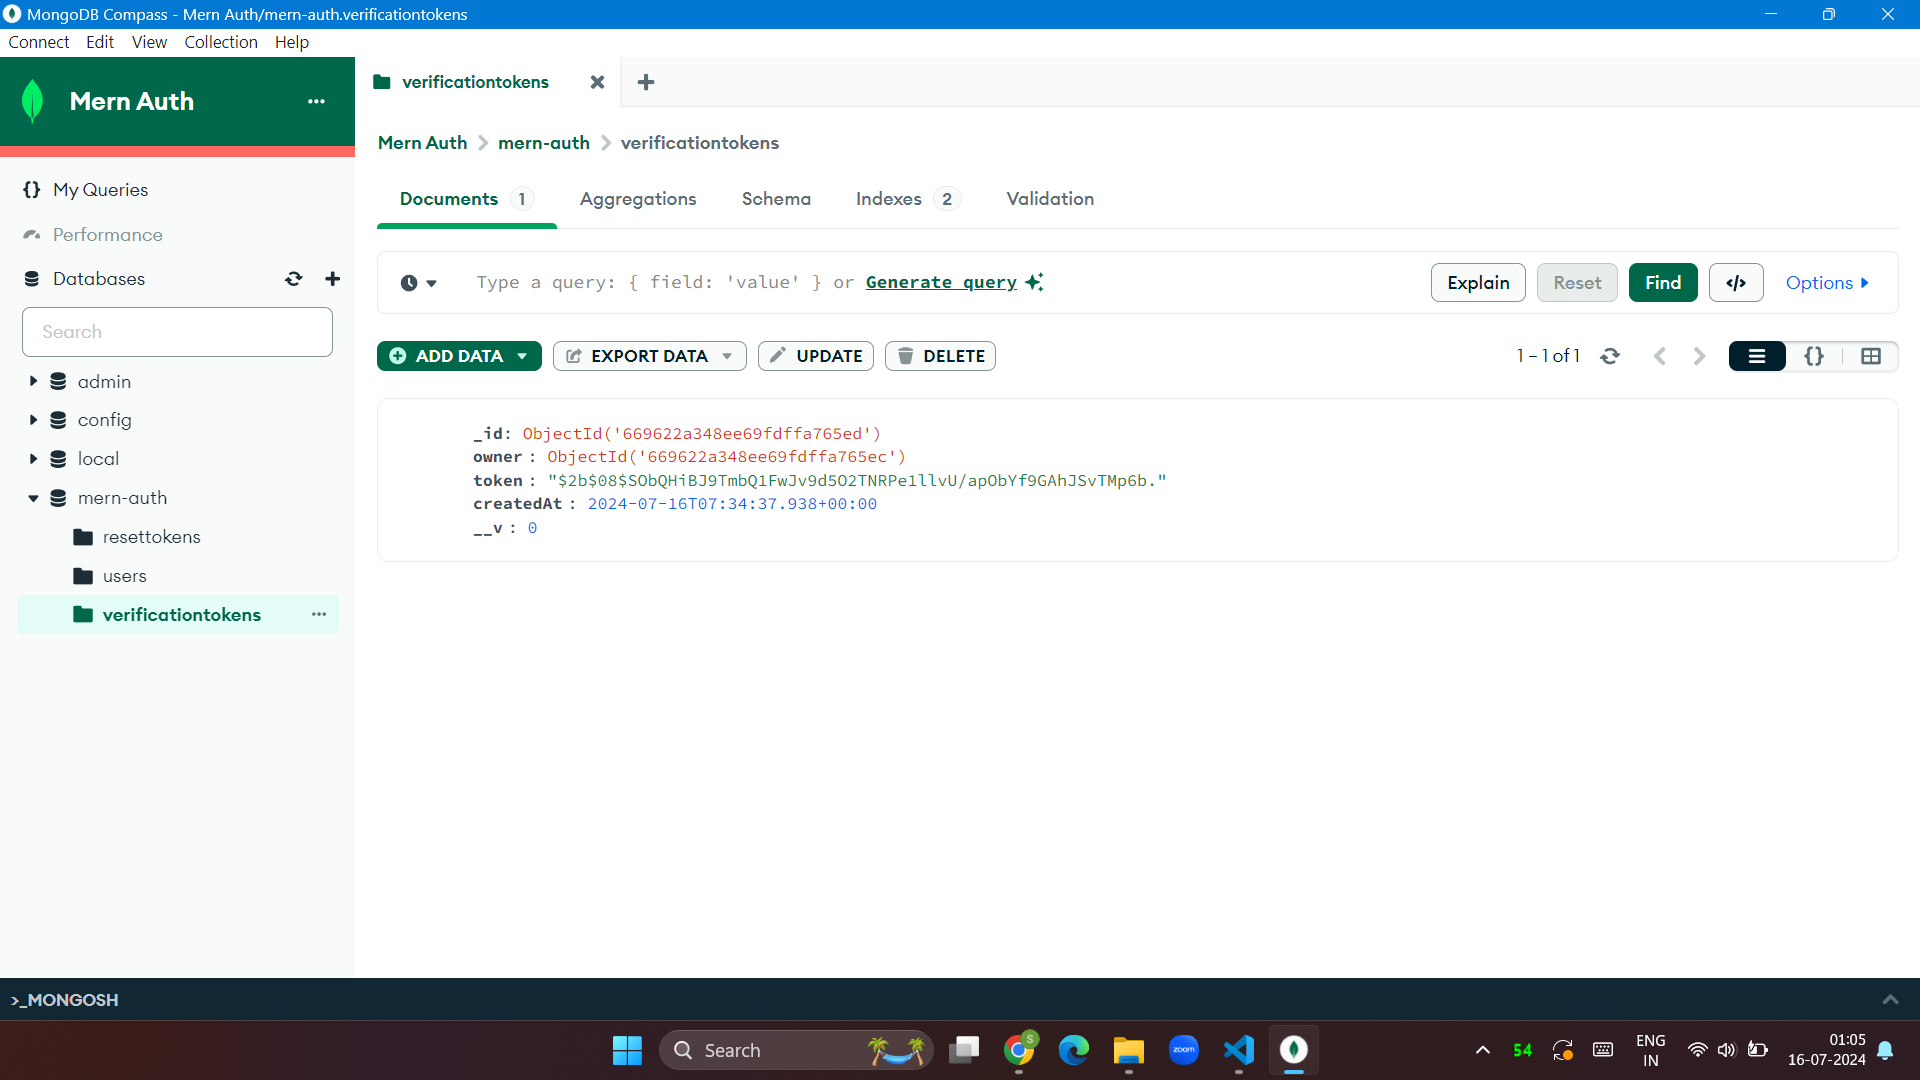 MongoDB Compass - Mern Auth/mern-auth.verificationtokens
Connect Edit View Collection Help
Mern Auth
verificationtokens
Mern Auth mern-auth verificationtokens
My Queries
Performance
Databases
Search
admin
config
local
mern-auth
resettokens
users
verificationtokens
Documents 1 Aggregations Schema Indexes 2 Validation
Type a query: { field: 'value' } or Generate query
Explain Reset Find </> Options
ADD DATA EXPORT DATA UPDATE DELETE
1 – 1 of 1 {}
_id: ObjectId('669622a348ee69fdffa765ed')
owner : ObjectId('669622a348ee69fdffa765ec')
token : "$2b$08$SObQHiBJ9TmbQ1FwJv9d5O2TNRPe1llvU/apObYf9GAhJSvTMp6b."
createdAt : 2024-07-16T07:34:37.938+00:00
__v : 0
>_MONGOSH
Search
S
zoom
54
ENG
IN
01:05
16-07-2024